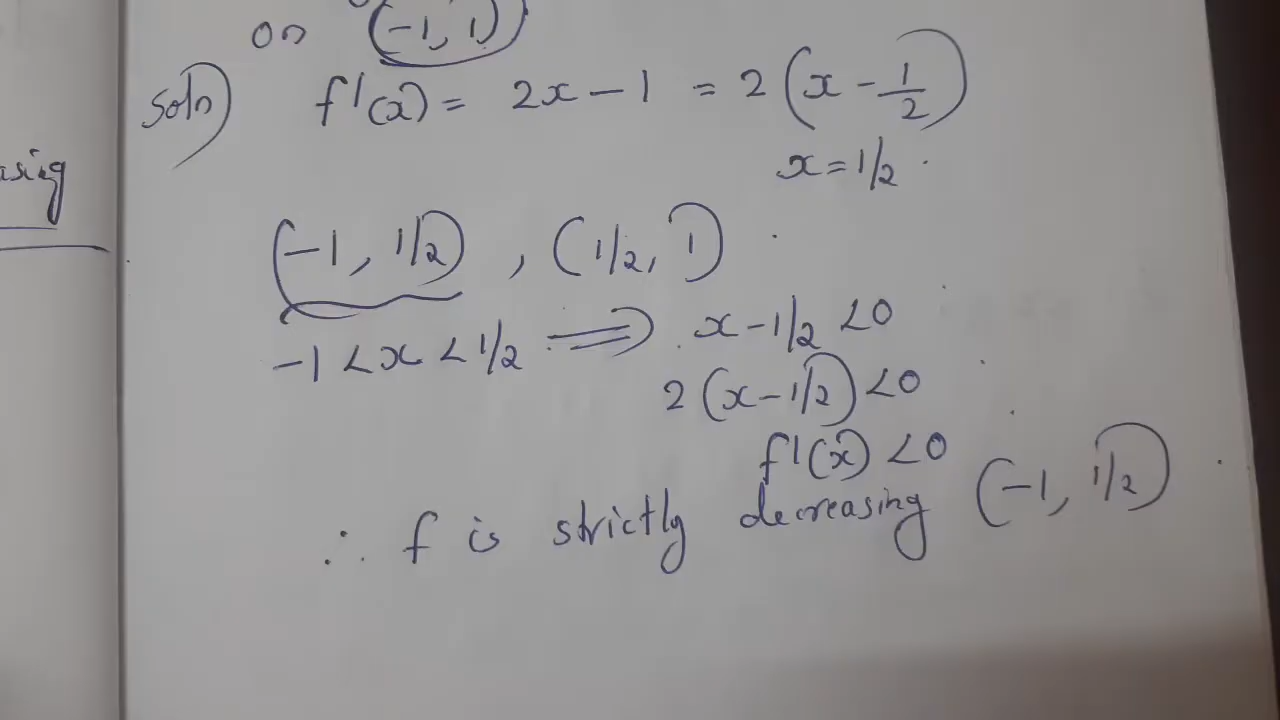 on (-1, 1)
Soln) f'(x) = 2x - 1 = 2(x - 1/2)
x = 1/2
(-1, 1/2), (1/2, 1)
-1 < x < 1/2 ⟹ x - 1/2 < 0
2(x - 1/2) < 0
f'(x) < 0
∴ f is strictly decreasing (-1, 1/2)